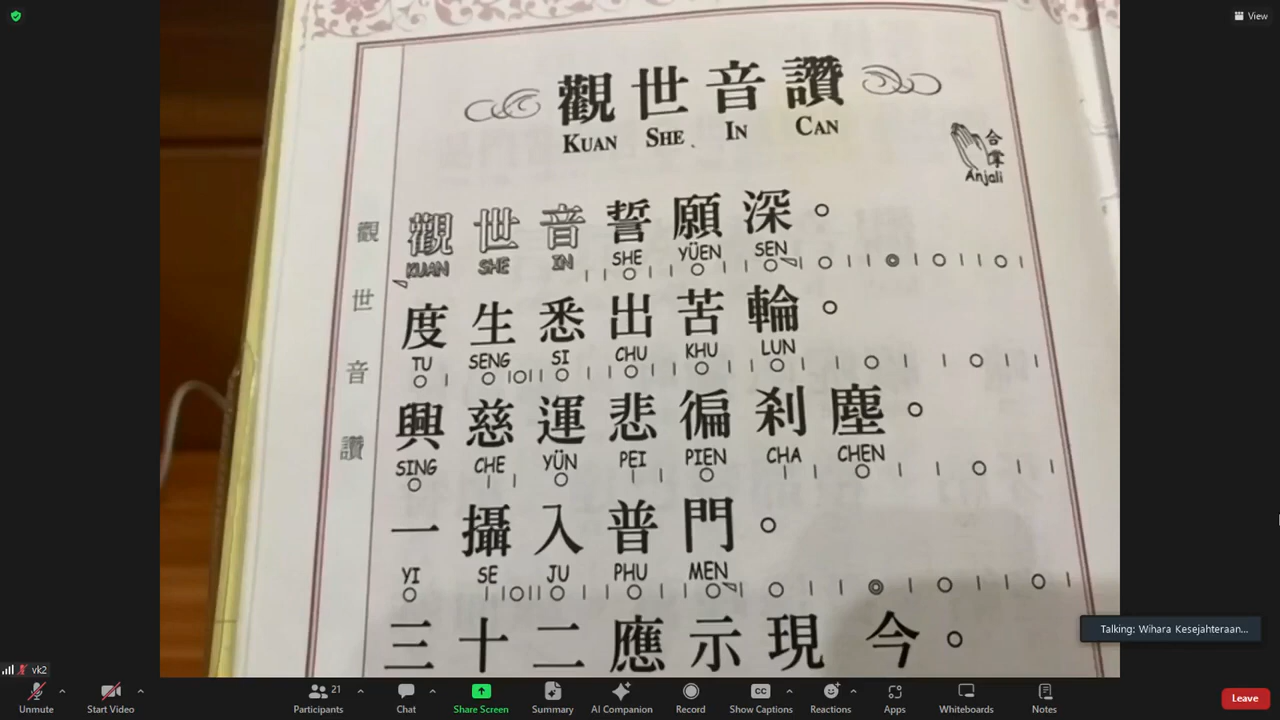 View
觀世音讚
KUAN SHE IN CAN
合掌
Anjali
觀世音讚
觀世音誓願深。
KUAN SHE IN SHE YÜEN SEN
度生悉出苦輪。
TU SENG SI CHU KHU LUN
興慈運悲徧刹塵。
SING CHE YÜN PEI PIEN CHA CHEN
一攝入普門。
YI SE JU PHU MEN
三十二應示現今。
Talking: Wihara Kesejahteraan...
vk2
Unmute
Start Video
Participants 21
Chat
Share Screen
Summary
AI Companion
Record
CC
Show Captions
Reactions
Apps
Whiteboards
Notes
Leave